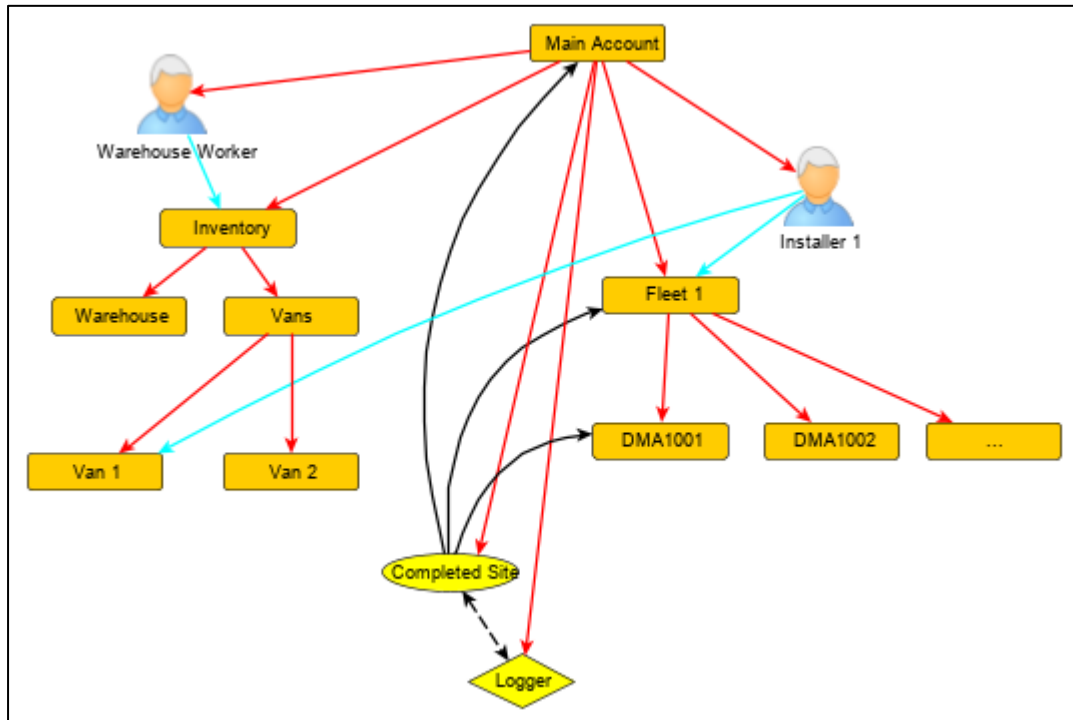 Main Account
Warehouse Worker
Inventory
Installer 1
Warehouse
Vans
Fleet 1
Van 1
Van 2
DMA1001
DMA1002
...
Completed Site
Logger